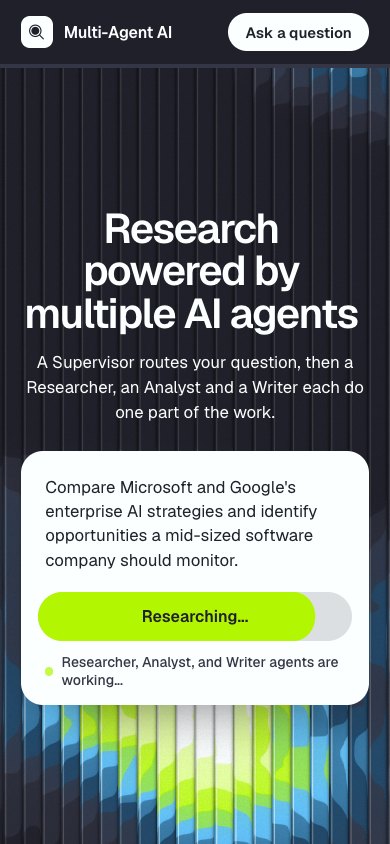 Multi-Agent AI
Ask a question
Research
powered by
multiple AI agents
A Supervisor routes your question, then a
Researcher, an Analyst and a Writer each do
one part of the work.
Compare Microsoft and Google's
enterprise AI strategies and identify
opportunities a mid-sized software
company should monitor.
Researching...
Researcher, Analyst, and Writer agents are
working...